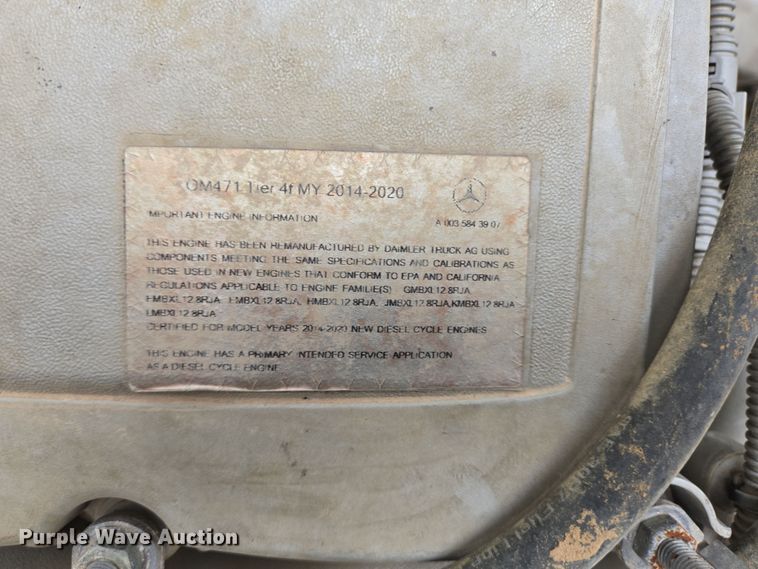 OM471 Tier 4f MY 2014-2020
IMPORTANT ENGINE INFORMATION
A 003 584 39 07
THIS ENGINE HAS BEEN REMANUFACTURED BY DAIMLER TRUCK AG USING
COMPONENTS MEETING THE SAME SPECIFICATIONS AND CALIBRATIONS AS
THOSE USED IN NEW ENGINES THAT CONFORM TO EPA AND CALIFORNIA
REGULATIONS APPLICABLE TO ENGINE FAMILIE(S) GMBXL12.8RJA,
FMBXL12.8RJA, EMBXL12.8RJA, HMBXL12.8RJA, JMBXL12.8RJA,KMBXL12.8RJA
LMBXL12.8RJA
CERTIFIED FOR MODEL YEARS 2014-2020 NEW DIESEL CYCLE ENGINES
THIS ENGINE HAS A PRIMARY INTENDED SERVICE APPLICATION
AS A DIESEL CYCLE ENGINE
FUEL LINE
Purple Wave Auction